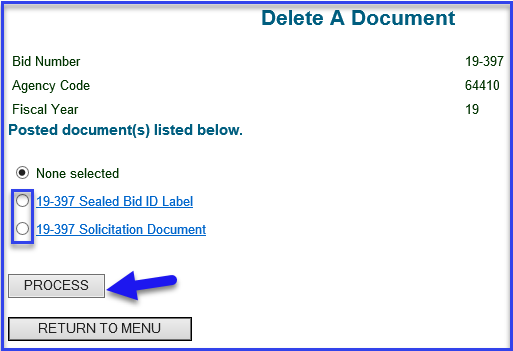 Delete A Document
Bid Number 19-397
Agency Code 64410
Fiscal Year 19
Posted document(s) listed below.
None selected
19-397 Sealed Bid ID Label
19-397 Solicitation Document
PROCESS
RETURN TO MENU